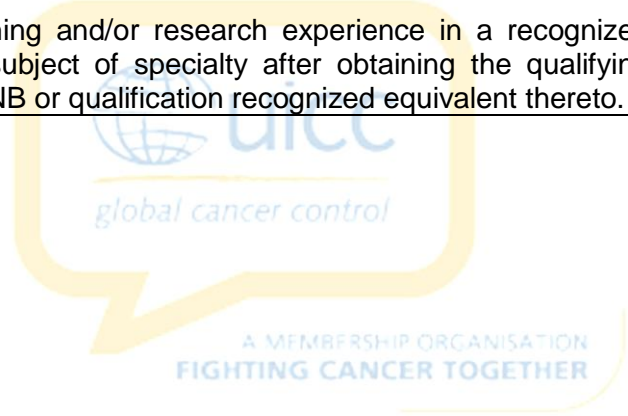 ning and/or research experience in a recognize
subject of specialty after obtaining the qualifyin
NB or qualification recognized equivalent thereto.
uicc
global cancer control
A MEMBERSHIP ORGANISATION
FIGHTING CANCER TOGETHER